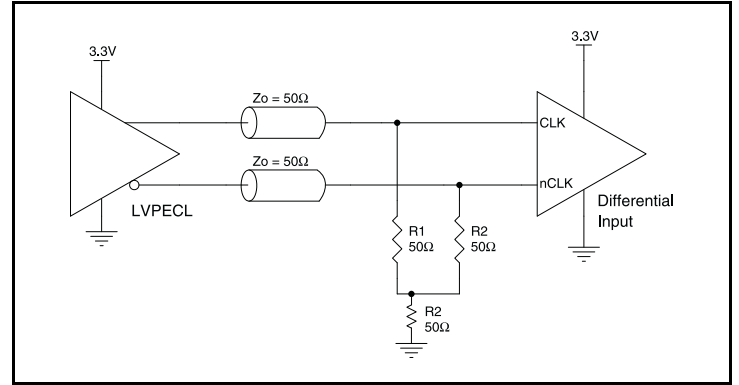 3.3V
3.3V
Zo = 50Ω
CLK
Zo = 50Ω
nCLK
LVPECL
Differential
Input
R1
50Ω
R2
50Ω
R2
50Ω